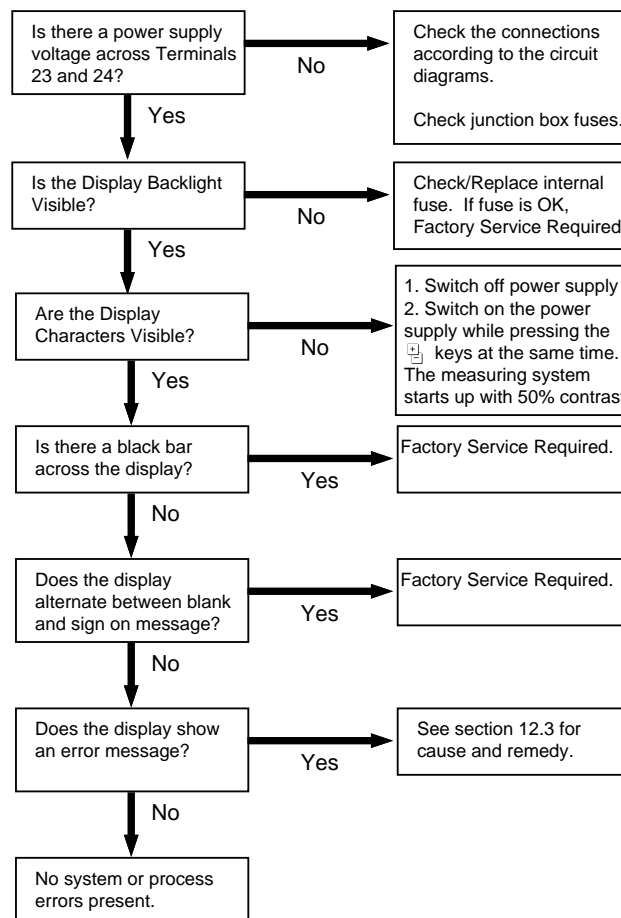 Is there a power supply
voltage across Terminals
23 and 24?
No
Check the connections
according to the circuit
diagrams.
Check junction box fuses.
Yes
Is the Display Backlight
Visible?
No
Check/Replace internal
fuse. If fuse is OK,
Factory Service Required
Yes
Are the Display
Characters Visible?
No
1. Switch off power supply
2. Switch on the power
supply while pressing the
+ - keys at the same time.
The measuring system
starts up with 50% contrast
Yes
Is there a black bar
across the display?
Yes
Factory Service Required.
No
Does the display
alternate between blank
and sign on message?
Yes
Factory Service Required.
No
Does the display show
an error message?
Yes
See section 12.3 for
cause and remedy.
No
No system or process
errors present.